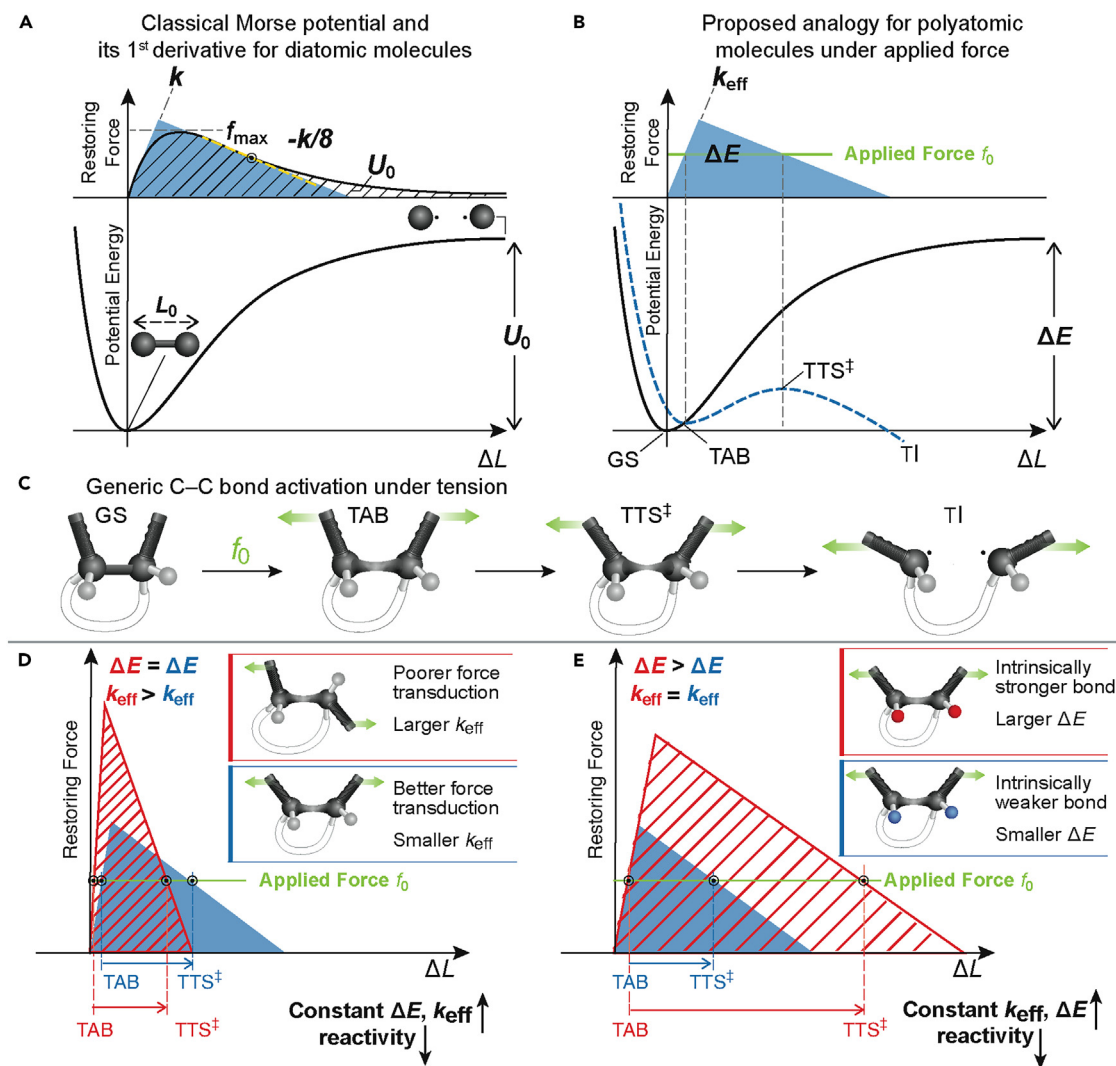 A
Classical Morse potential and
its 1st derivative for diatomic molecules
k
Restoring
Force
fmax
-k/8
U0
Potential Energy
L0
U0
ΔL
B
Proposed analogy for polyatomic
molecules under applied force
keff
Restoring
Force
ΔE
Applied Force f0
Potential Energy
ΔE
TTS‡
GS
TAB
TI
ΔL
C
Generic C–C bond activation under tension
GS
f0
TAB
TTS‡
TI
D
ΔE = ΔE
keff > keff
Restoring Force
Poorer force
transduction
Larger keff
Better force
transduction
Smaller keff
Applied Force f0
ΔL
TAB
TTS‡
TAB
TTS‡
Constant ΔE, keff ↑
reactivity ↓
E
ΔE > ΔE
keff = keff
Restoring Force
Intrinsically
stronger bond
Larger ΔE
Intrinsically
weaker bond
Smaller ΔE
Applied Force f0
ΔL
TAB
TTS‡
TAB
TTS‡
Constant keff, ΔE ↑
reactivity ↓